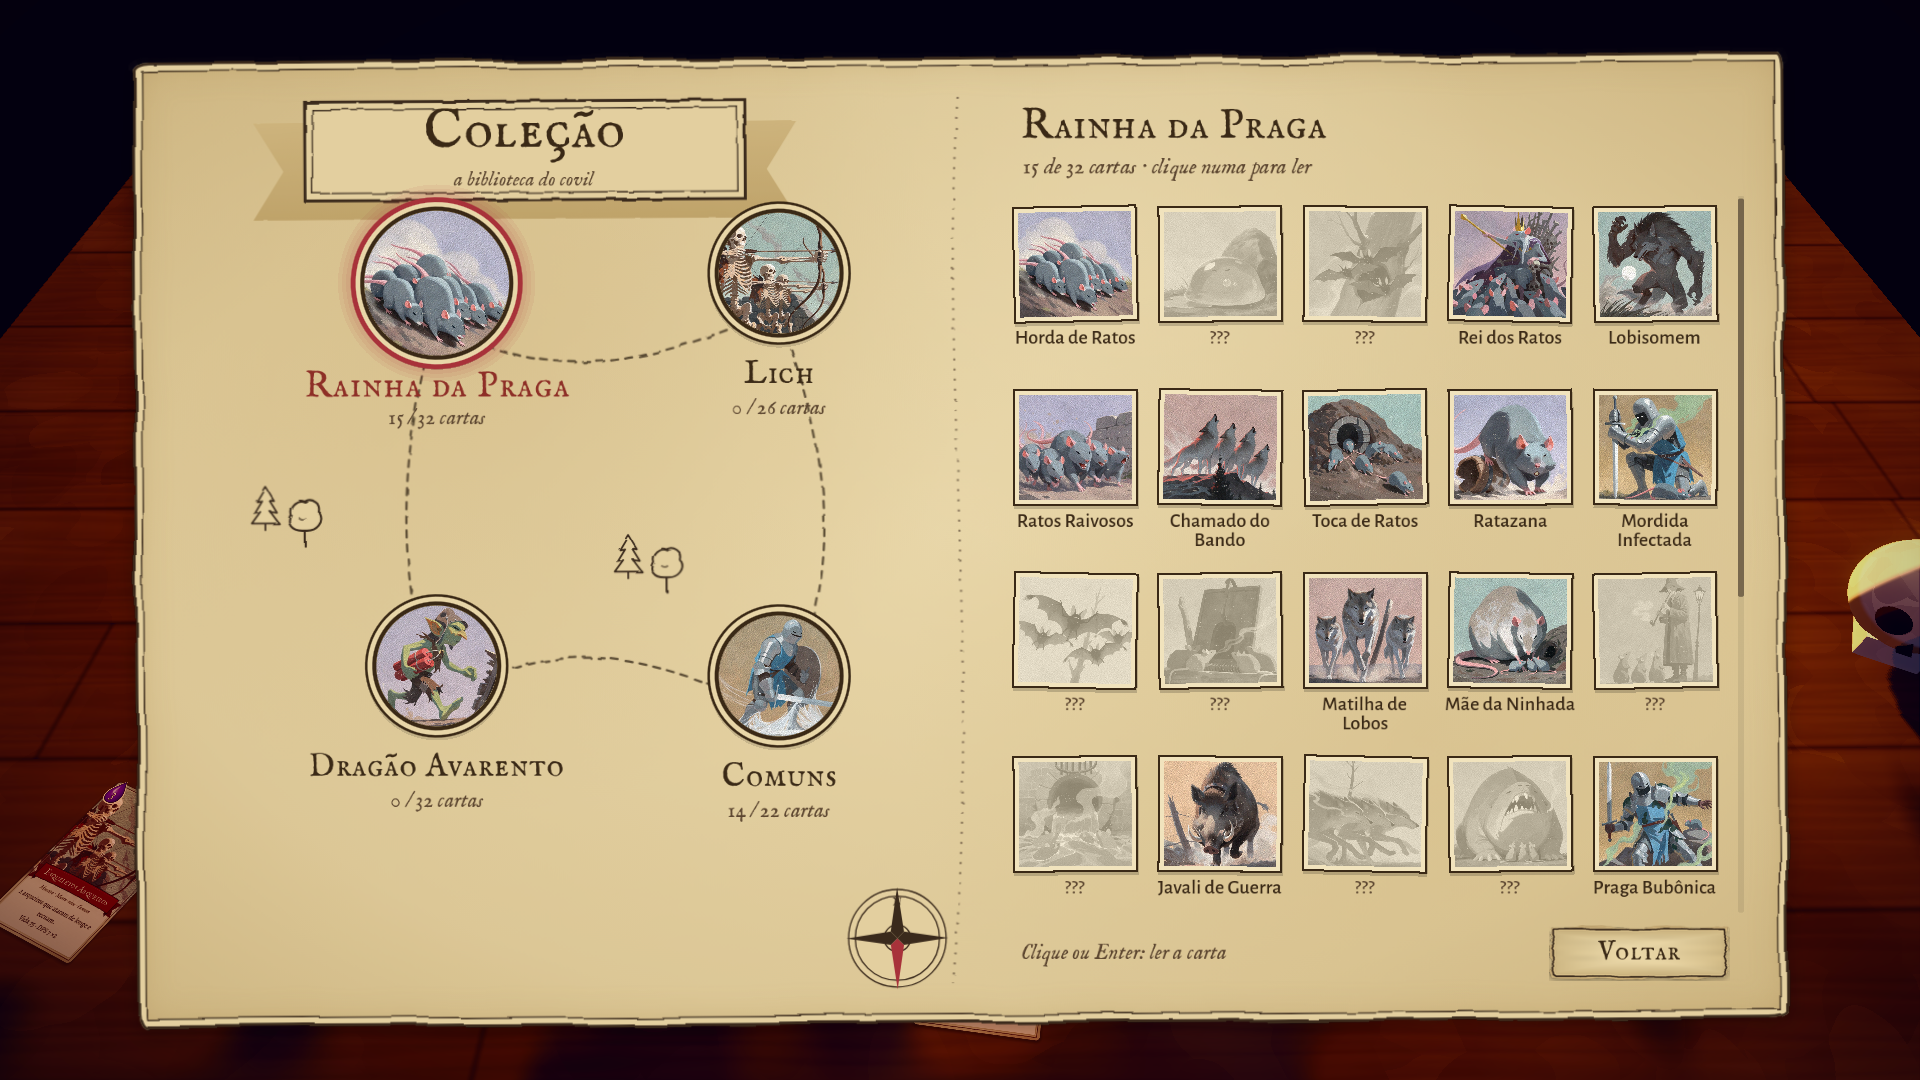 Coleção
a biblioteca do covil
Rainha da Praga
15/32 cartas
Lich
0/26 cartas
Dragão Avarento
0/32 cartas
Comuns
14/22 cartas
Rainha da Praga
15 de 32 cartas · clique numa para ler
Horda de Ratos
???
???
Rei dos Ratos
Lobisomem
Ratos Raivosos
Chamado do
Bando
Toca de Ratos
Ratazana
Mordida
Infectada
???
???
Matilha de
Lobos
Mãe da Ninhada
???
???
Javali de Guerra
???
???
Praga Bubônica
Clique ou Enter: ler a carta
Voltar